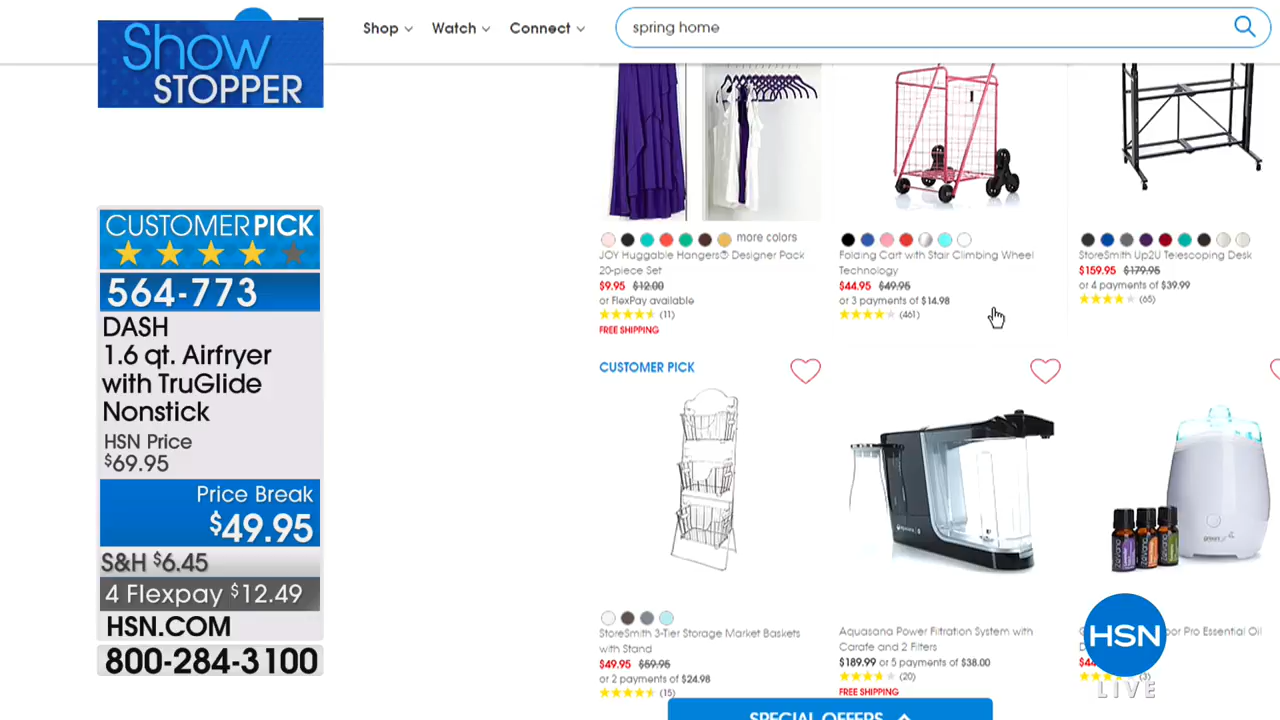 Show
STOPPER
Shop
Watch
Connect
spring home
CUSTOMER PICK
564-773
DASH
1.6 qt. Airfryer
with TruGlide
Nonstick
HSN Price
$69.95
Price Break
$49.95
S&H $6.45
4 Flexpay $12.49
HSN.COM
800-284-3100
more colors
JOY Huggable Hangers® Designer Pack
20-piece Set
$9.95 $12.00
or FlexPay available
(11)
FREE SHIPPING
Folding Cart with Stair Climbing Wheel
Technology
$44.95 $49.95
or 3 payments of $14.98
(461)
StoreSmith Up2U Telescoping Desk
$159.95 $179.95
or 4 payments of $39.99
(65)
CUSTOMER PICK
StoreSmith 3-Tier Storage Market Baskets
with Stand
$49.95 $59.95
or 2 payments of $24.98
(15)
Aquasana Power Filtration System with
Carafe and 2 Filters
$189.99 or 5 payments of $38.00
(20)
FREE SHIPPING
Pro Essential Oil
(3)
HSN
LIVE
SPECIAL OFFERS